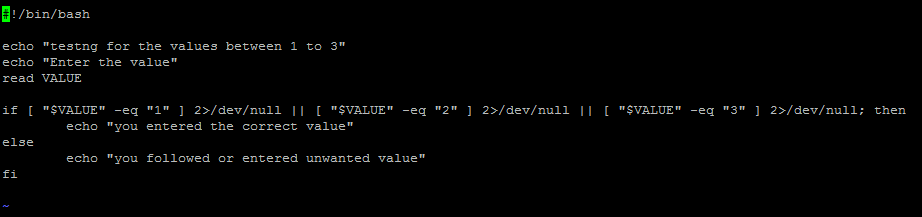 #!/bin/bash
echo "testng for the values between 1 to 3"
echo "Enter the value"
read VALUE
if [ "$VALUE" -eq "1" ] 2>/dev/null || [ "$VALUE" -eq "2" ] 2>/dev/null || [ "$VALUE" -eq "3" ] 2>/dev/null; then
        echo "you entered the correct value"
else
        echo "you followed or entered unwanted value"
fi
~